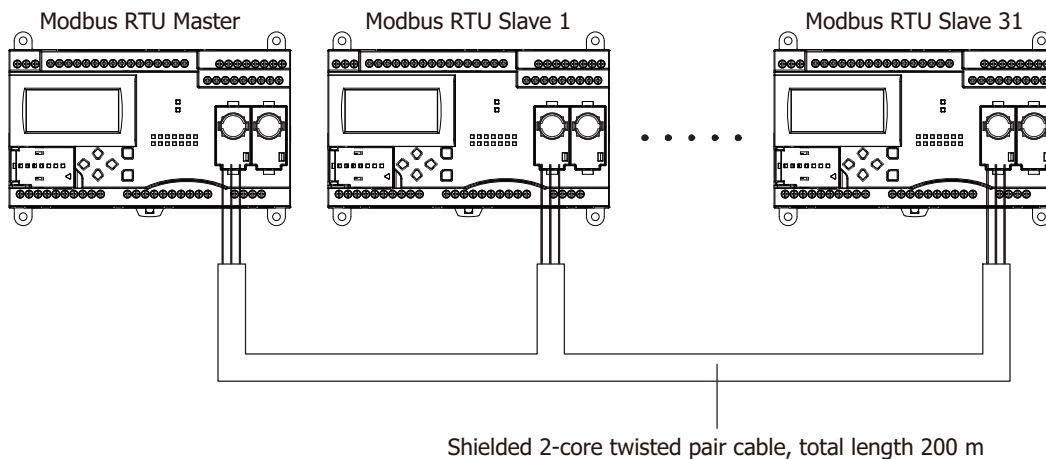 Modbus RTU Master
Modbus RTU Slave 1
Modbus RTU Slave 31
Shielded 2-core twisted pair cable, total length 200 m